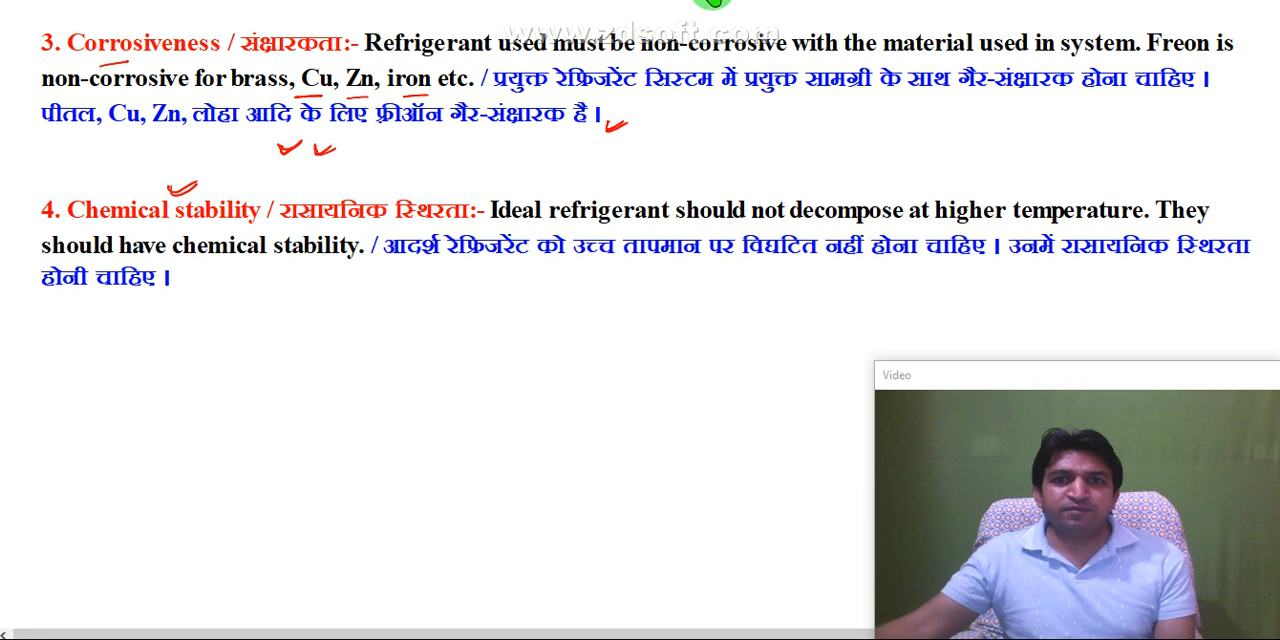 www.zdsoft.com
3. Corrosiveness / संक्षारकता:- Refrigerant used must be non-corrosive with the material used in system. Freon is
non-corrosive for brass, Cu, Zn, iron etc. / प्रयुक्त रेफ्रिजरेंट सिस्टम में प्रयुक्त सामग्री के साथ गैर-संक्षारक होना चाहिए ।
पीतल, Cu, Zn, लोहा आदि के लिए फ़्रीऑन गैर-संक्षारक है ।
4. Chemical stability / रासायनिक स्थिरता:- Ideal refrigerant should not decompose at higher temperature. They
should have chemical stability. / आदर्श रेफ्रिजरेंट को उच्च तापमान पर विघटित नहीं होना चाहिए । उनमें रासायनिक स्थिरता
होनी चाहिए ।
Video